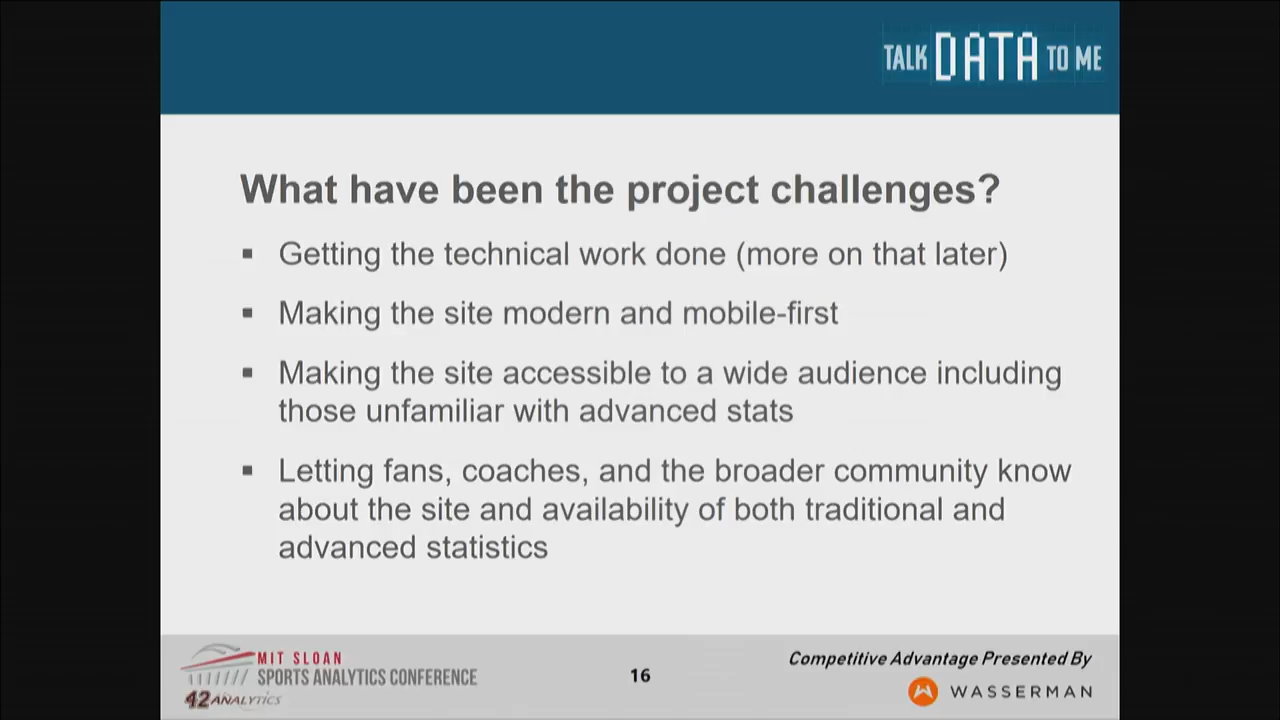 TALK DATA TO ME
What have been the project challenges?
▪ Getting the technical work done (more on that later)
▪ Making the site modern and mobile-first
▪ Making the site accessible to a wide audience including
those unfamiliar with advanced stats
▪ Letting fans, coaches, and the broader community know
about the site and availability of both traditional and
advanced statistics
MIT SLOAN
SPORTS ANALYTICS CONFERENCE
42 ANALYTICS
16
Competitive Advantage Presented By
WASSERMAN